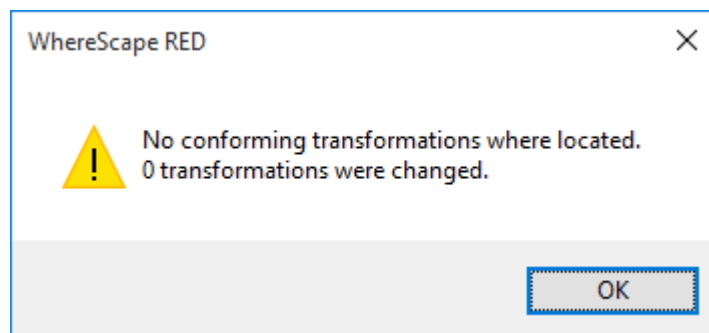 WhereScape RED
No conforming transformations where located.
0 transformations were changed.
OK